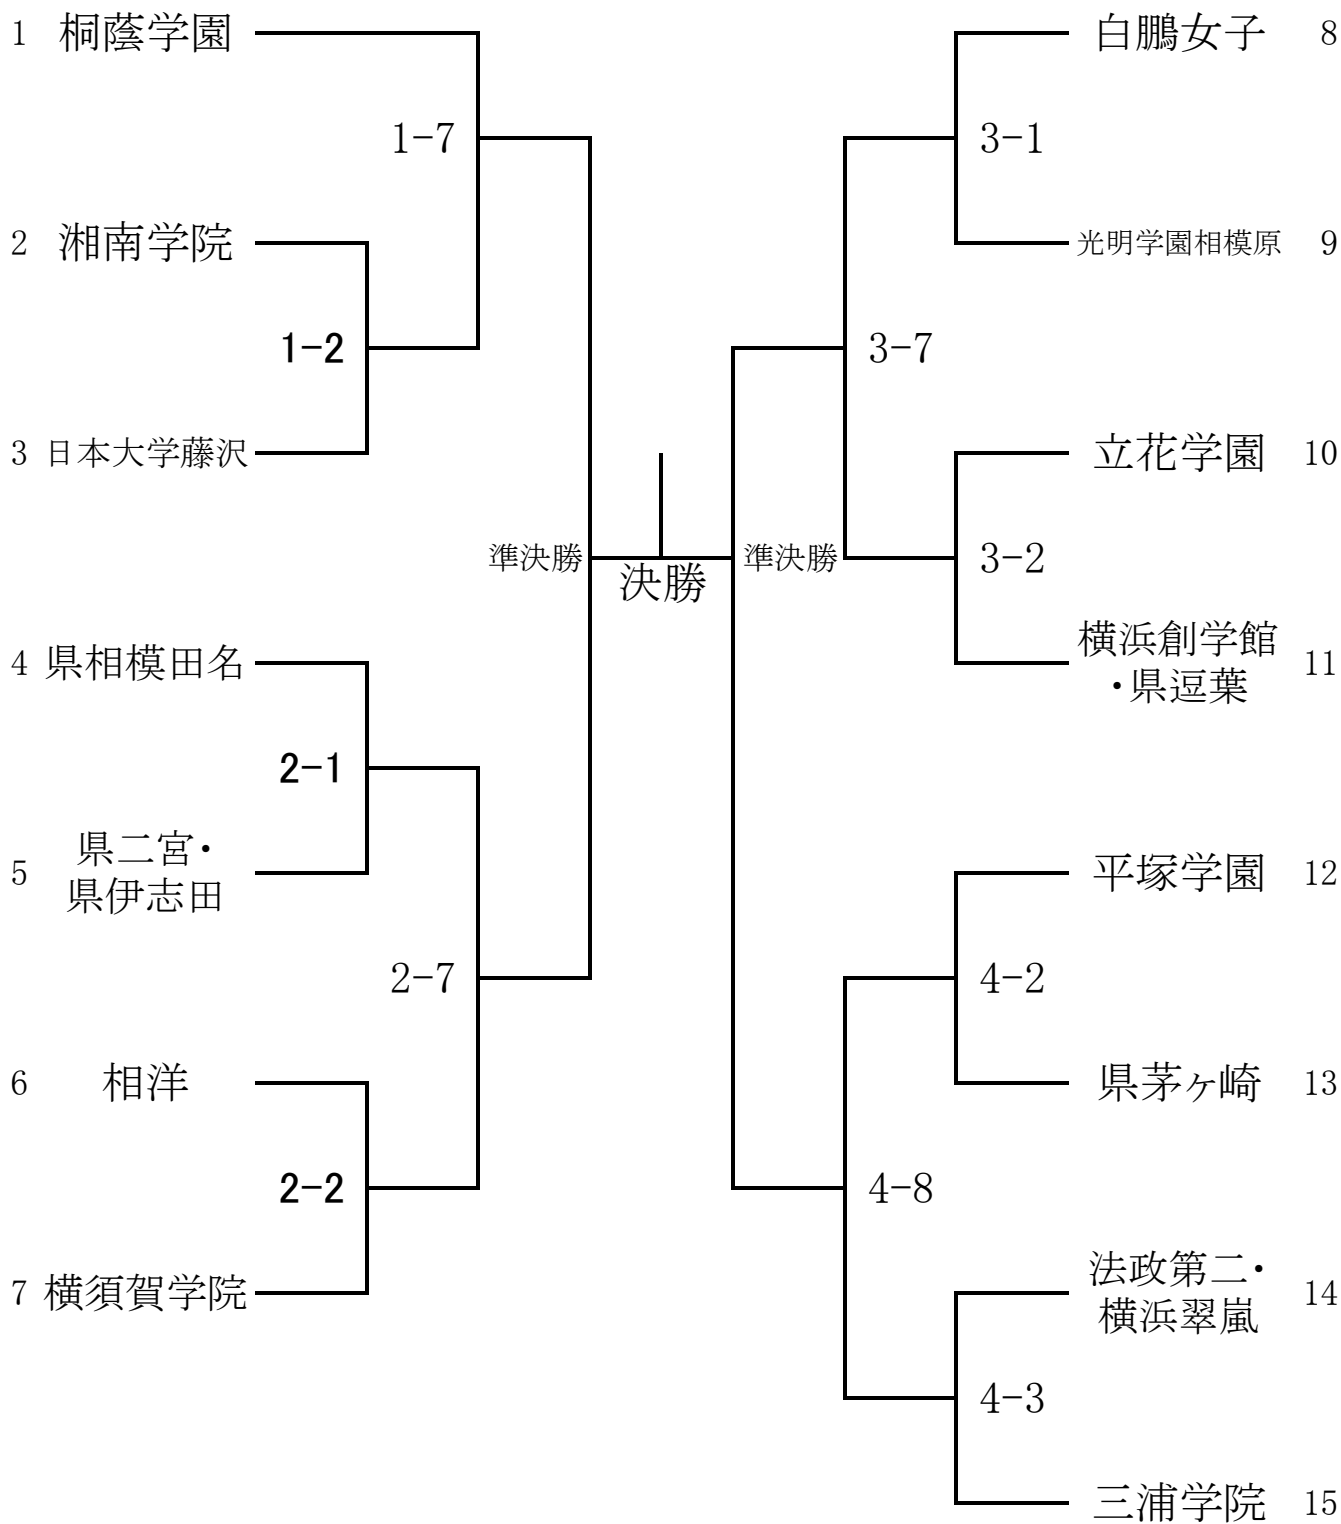 1 桐蔭学園
1-7
2 湘南学院
1-2
3 日本大学藤沢
準決勝
4 県相模田名
2-1
5 県二宮・
県伊志田
2-7
6 相洋
2-2
7 横須賀学院
決勝
白鵬女子 8
3-1
光明学園相模原 9
3-7
立花学園 10
準決勝
3-2
横浜創学館
・県逗葉 11
平塚学園 12
4-2
県茅ヶ崎 13
4-8
法政第二・
横浜翠嵐 14
4-3
三浦学院 15